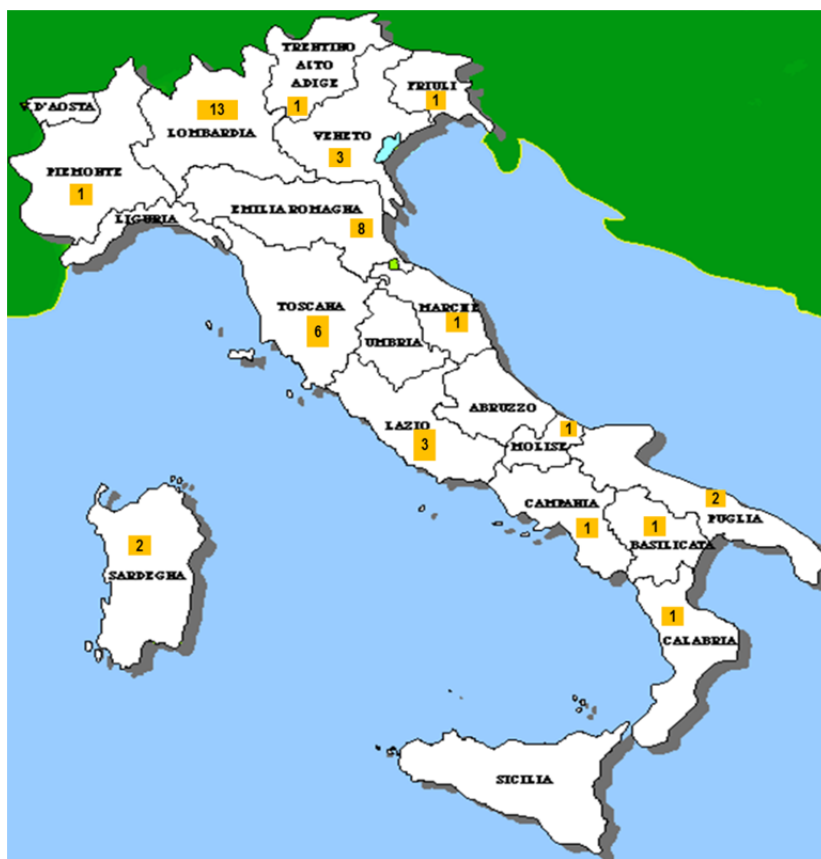 TRENTINO
ALTO
ADIGE
1
FRIULI
1
V D'AOSTA
13
LOMBARDIA
VENETO
3
PIEMONTE
1
LIGURIA
EMILIA ROMAGNA
8
TOSCANA
6
MARCHE
1
UMBRIA
ABRUZZO
LAZIO
3
1
MOLISE
CAMPANIA
1
1
BASILICATA
2
PUGLIA
2
SARDEGNA
1
CALABRIA
SICILIA